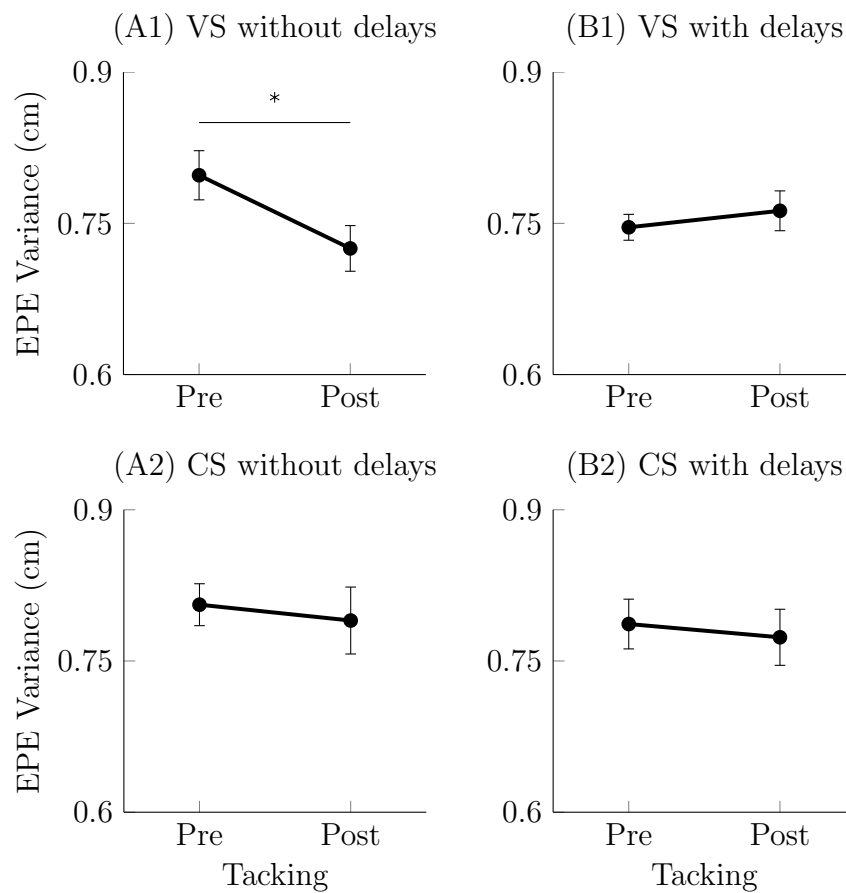 (A1) VS without delays
(B1) VS with delays
0.9
0.75
0.6
EPE Variance (cm)
*
Pre
Post
0.9
0.75
0.6
Pre
Post
(A2) CS without delays
(B2) CS with delays
0.9
0.75
0.6
EPE Variance (cm)
Pre
Post
Tacking
0.9
0.75
0.6
Pre
Post
Tacking